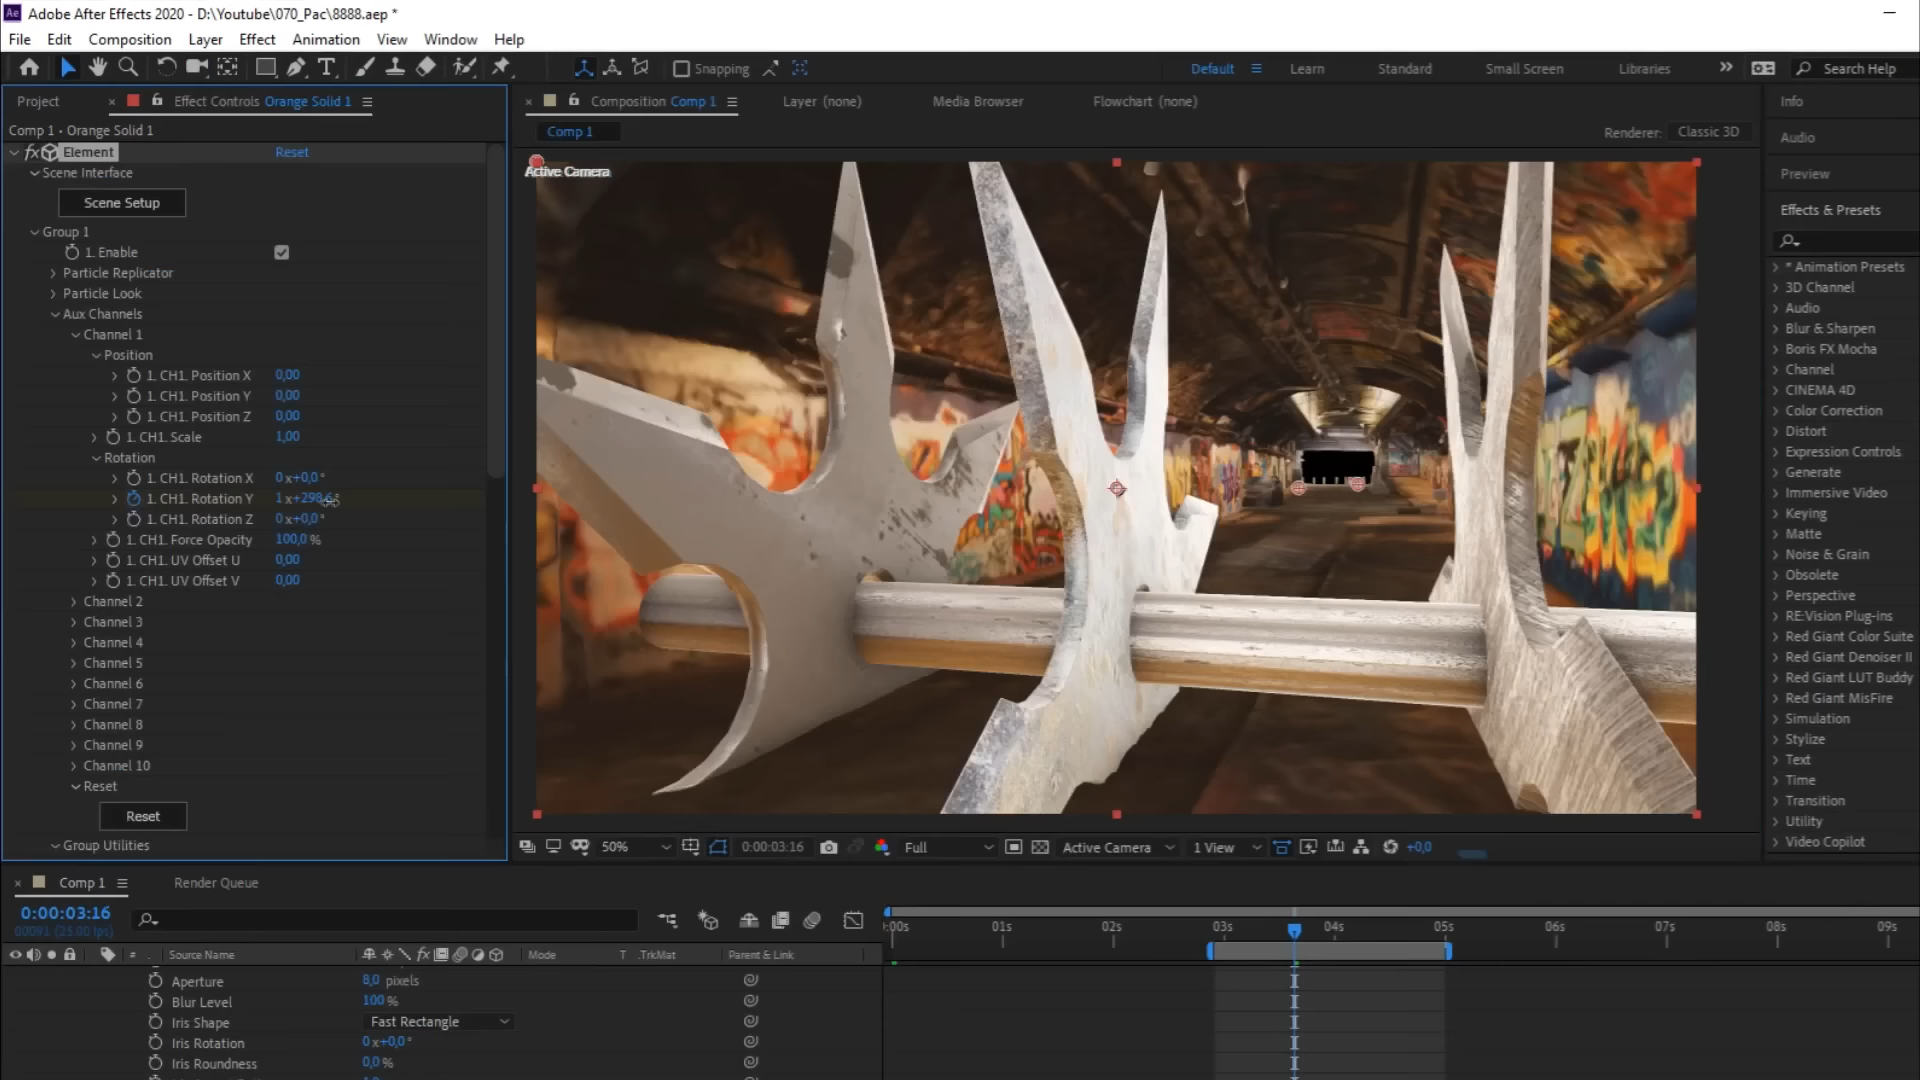 Adobe After Effects 2020 - D:\Youtube\070_Pac\8888.aep *
File Edit Composition Layer Effect Animation View Window Help
Snapping Default Learn Standard Small Screen Libraries Search Help
Project Effect Controls Orange Solid 1 Composition Comp 1 Layer (none) Media Browser Flowchart (none) Info
Comp 1 • Orange Solid 1 Comp 1 Renderer: Classic 3D Audio
fx Element Reset
Scene Interface Active Camera Preview
Scene Setup Effects & Presets
Group 1
1. Enable
Particle Replicator
Particle Look
Aux Channels
Channel 1
Position
1. CH1. Position X 0,00
1. CH1. Position Y 0,00
1. CH1. Position Z 0,00
1. CH1. Scale 1,00
Rotation
1. CH1. Rotation X 0 x+0,0 °
1. CH1. Rotation Y 1 x+298
1. CH1. Rotation Z 0 x+0,0 °
1. CH1. Force Opacity 100,0 %
1. CH1. UV Offset U 0,00
1. CH1. UV Offset V 0,00
Channel 2
Channel 3
Channel 4
Channel 5
Channel 6
Channel 7
Channel 8
Channel 9
Channel 10
Reset
Reset
Group Utilities
* Animation Presets
3D Channel
Audio
Blur & Sharpen
Boris FX Mocha
Channel
CINEMA 4D
Color Correction
Distort
Expression Controls
Generate
Immersive Video
Keying
Matte
Noise & Grain
Obsolete
Perspective
RE:Vision Plug-ins
Red Giant Color Suite
Red Giant Denoiser II
Red Giant LUT Buddy
Red Giant MisFire
Simulation
Stylize
Text
Time
Transition
Utility
Video Copilot
50% 0:00:03:16 Full Active Camera 1 View +0,0
Comp 1 Render Queue
0:00:03:16
00091 (25.00 fps)
:00s 01s 02s 03s 04s 05s 06s 07s 08s 09s
# Source Name fx Mode T .TrkMat Parent & Link
Aperture 8,0 pixels
Blur Level 100 %
Iris Shape Fast Rectangle
Iris Rotation 0 x+0,0 °
Iris Roundness 0,0 %